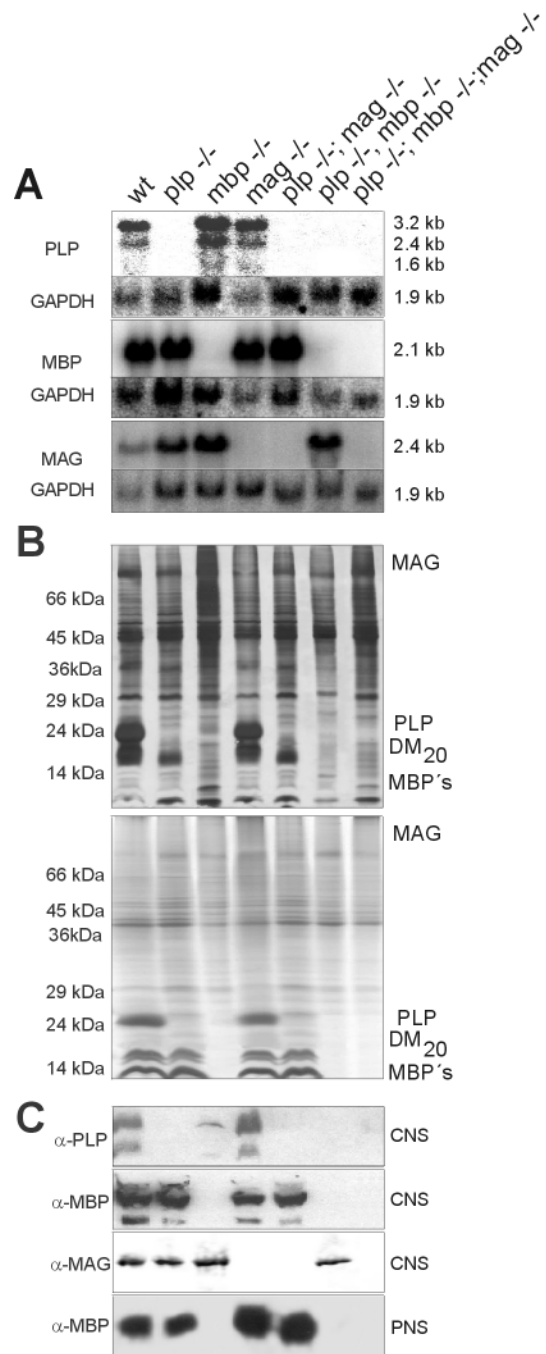 wt
plp -/-
mbp -/-
mag -/-
plp -/-; mag -/-
plp -/-, mbp -/-
plp -/-; mbp -/-;mag -/-
A
PLP
3.2 kb
2.4 kb
1.6 kb
GAPDH
1.9 kb
MBP
2.1 kb
GAPDH
1.9 kb
MAG
2.4 kb
GAPDH
1.9 kb
B
MAG
66 kDa
45 kDa
36kDa
29 kDa
24 kDa
PLP
DM20
14 kDa
MBP´s
MAG
66 kDa
45 kDa
36kDa
29 kDa
24 kDa
PLP
DM20
14 kDa
MBP´s
C
α-PLP
CNS
α-MBP
CNS
α-MAG
CNS
α-MBP
PNS